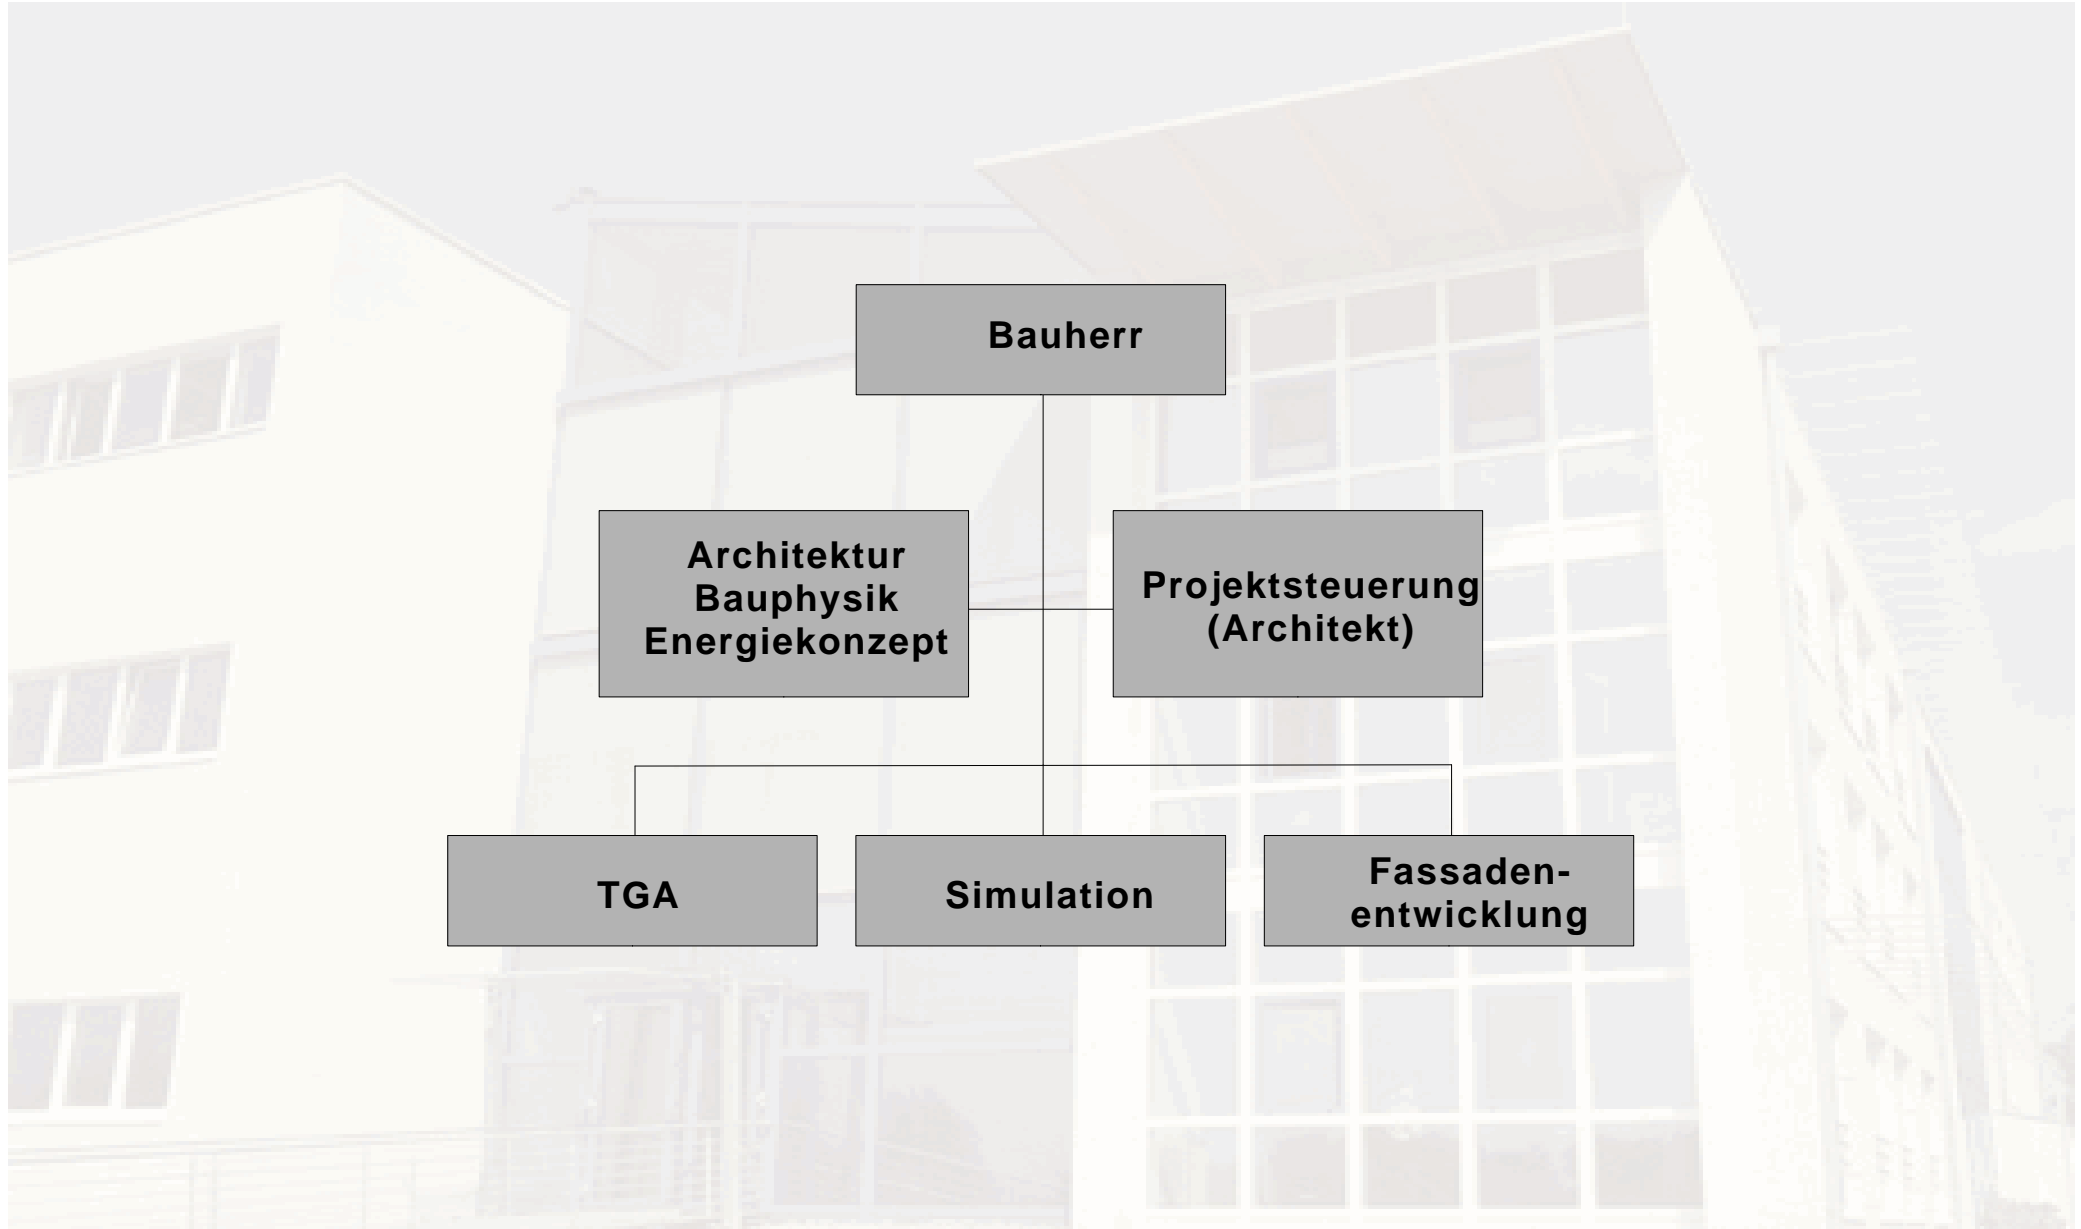 Bauherr
Architektur
Bauphysik
Energiekonzept
Projektsteuerung
(Architekt)
TGA
Simulation
Fassaden-
entwicklung